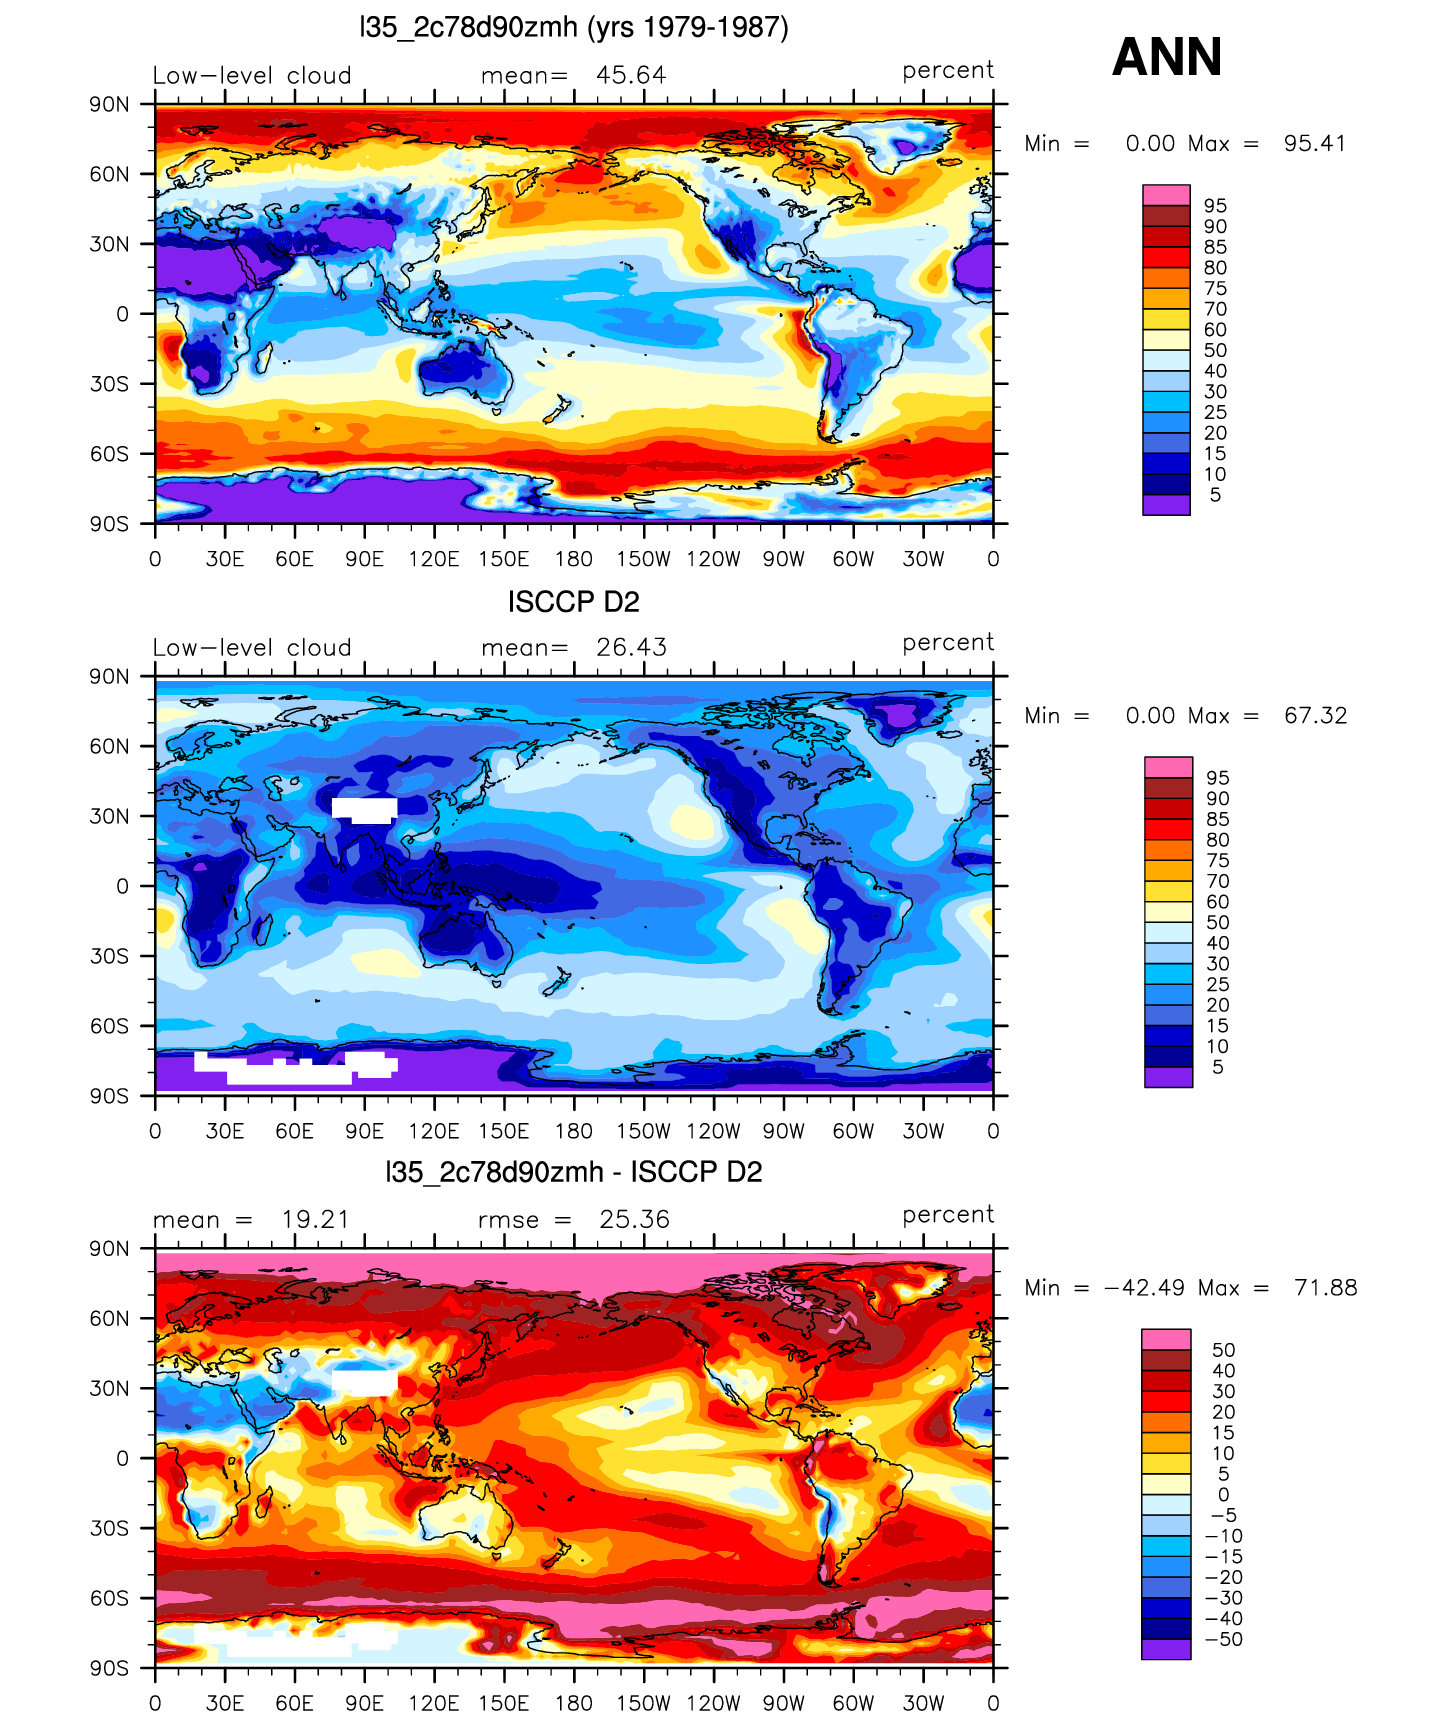 l35_2c78d90zmh (yrs 1979-1987)
ANN
Low-level cloud mean= 45.64 percent
Min = 0.00 Max = 95.41
90N
60N
30N
0
30S
60S
90S
0 30E 60E 90E 120E 150E 180 150W 120W 90W 60W 30W 0
95
90
85
80
75
70
60
50
40
30
25
20
15
10
5
ISCCP D2
Low-level cloud mean= 26.43 percent
Min = 0.00 Max = 67.32
90N
60N
30N
0
30S
60S
90S
0 30E 60E 90E 120E 150E 180 150W 120W 90W 60W 30W 0
95
90
85
80
75
70
60
50
40
30
25
20
15
10
5
l35_2c78d90zmh - ISCCP D2
mean = 19.21 rmse = 25.36 percent
Min = -42.49 Max = 71.88
90N
60N
30N
0
30S
60S
90S
0 30E 60E 90E 120E 150E 180 150W 120W 90W 60W 30W 0
50
40
30
20
15
10
5
0
-5
-10
-15
-20
-30
-40
-50